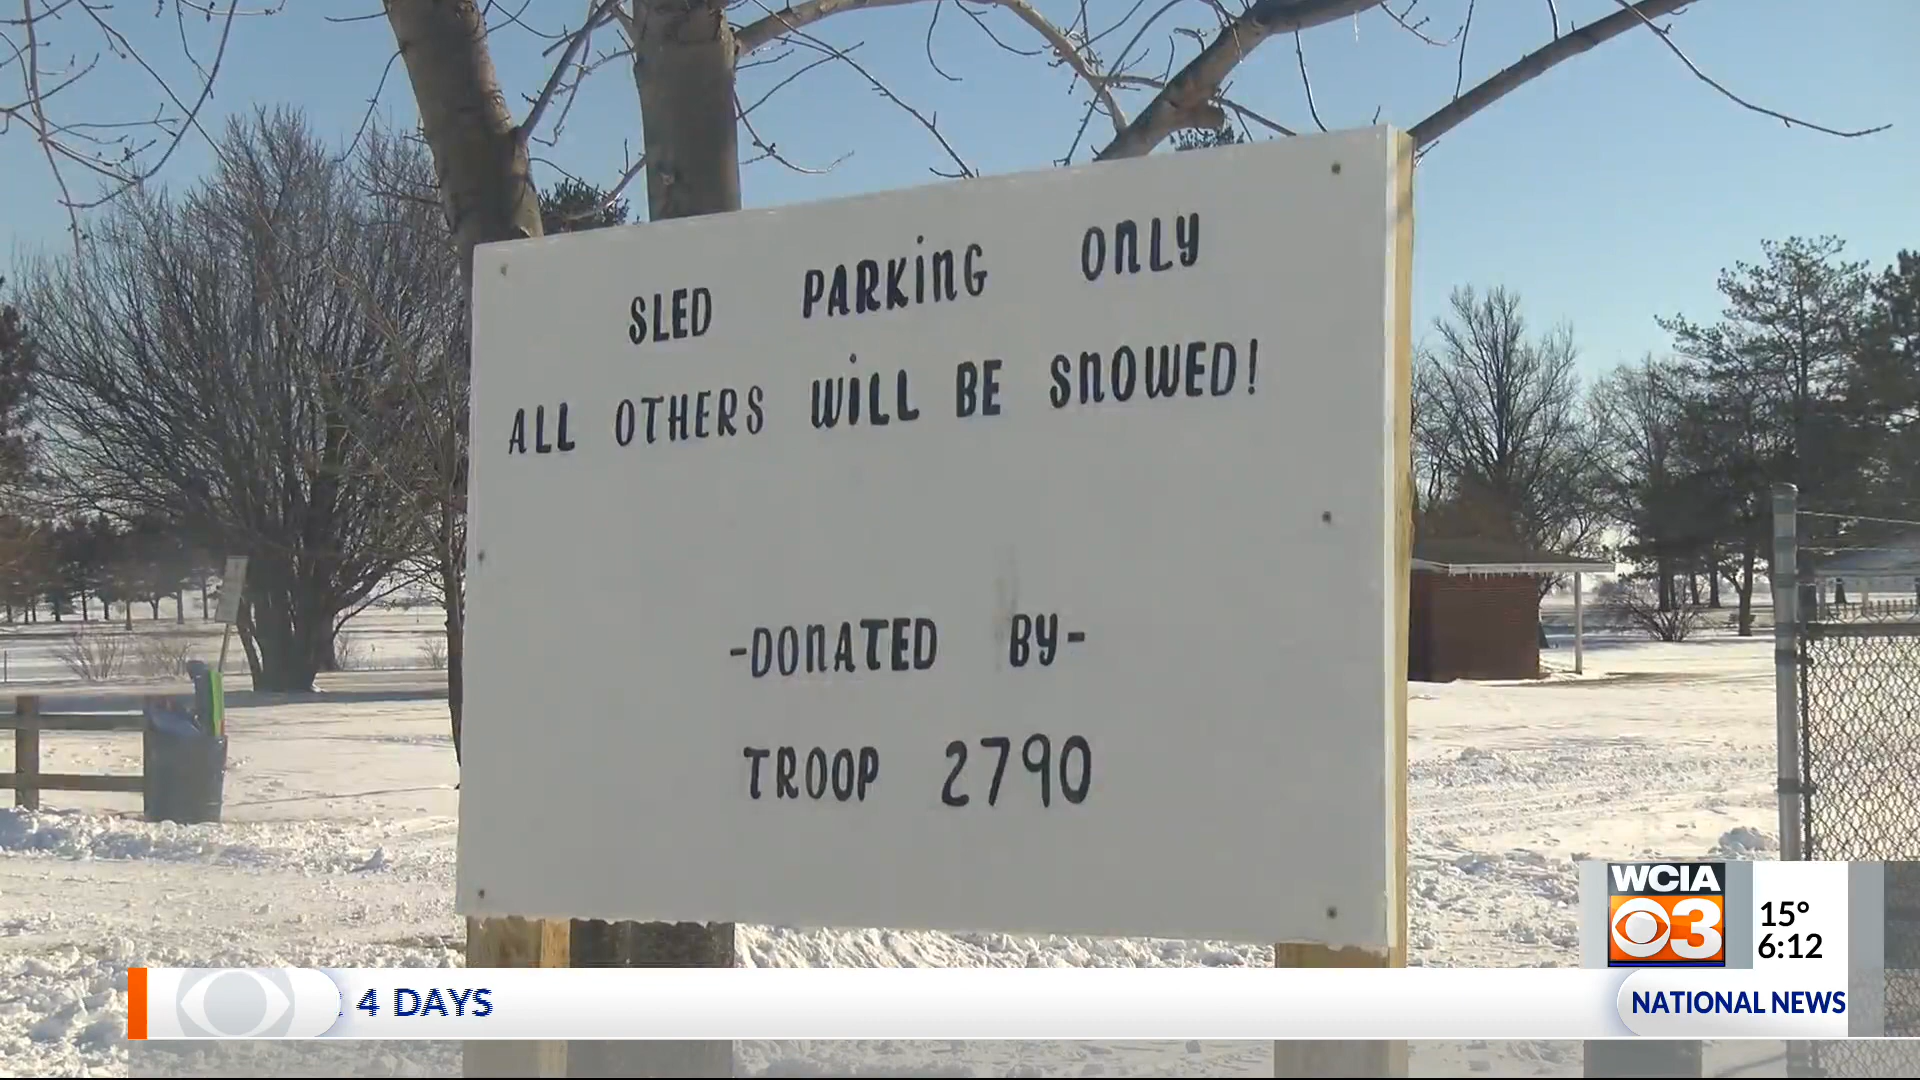 SLED PARKING ONLY
ALL OTHERS WILL BE SNOWED!
-DONATED BY-
TROOP 2790
WCIA
3
15°
6:12
4 DAYS
NATIONAL NEWS